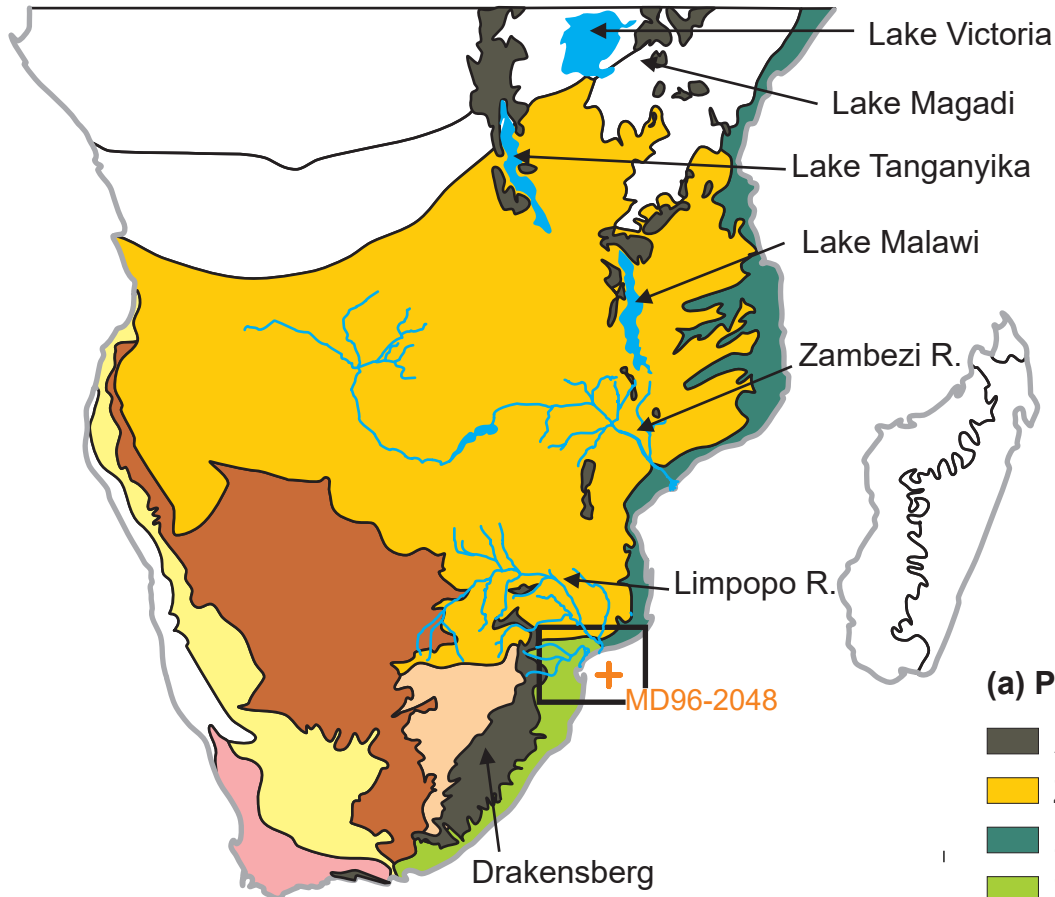 Lake Victoria
Lake Magadi
Lake Tanganyika
Lake Malawi
Zambezi R.
Limpopo R.
MD96-2048
(a) P
Drakensberg